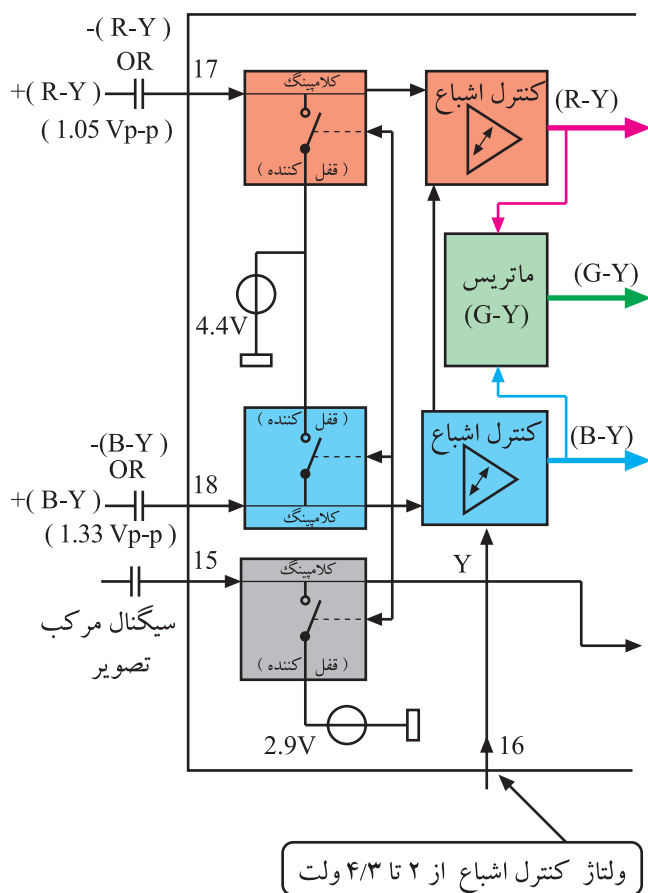 -( R-Y )
OR
+( R-Y )
( 1.05 Vp-p )
17
کلامپینگ
( قفل کننده )
کنترل اشباع
(R-Y)
4.4V
ماتریس
(G-Y)
(G-Y)
-(B-Y)
OR
+( B-Y )
( 1.33 Vp-p )
18
( قفل کننده )
کلامپینگ
کنترل اشباع
(B-Y)
15
سیگنال مرکب
تصویر
کلامپینگ
( قفل کننده )
Y
2.9V
16
ولتاژ کنترل اشباع از ۲ تا ۴/۳ ولت